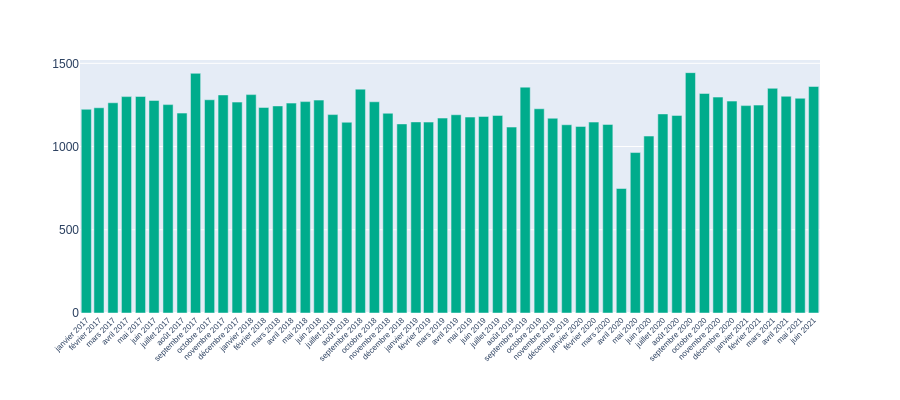 1500
1000
500
0
janvier 2017
février 2017
mars 2017
avril 2017
mai 2017
juin 2017
juillet 2017
août 2017
septembre 2017
octobre 2017
novembre 2017
décembre 2017
janvier 2018
février 2018
mars 2018
avril 2018
mai 2018
juin 2018
juillet 2018
août 2018
septembre 2018
octobre 2018
novembre 2018
décembre 2018
janvier 2019
février 2019
mars 2019
avril 2019
mai 2019
juin 2019
juillet 2019
août 2019
septembre 2019
octobre 2019
novembre 2019
décembre 2019
janvier 2020
février 2020
mars 2020
avril 2020
mai 2020
juin 2020
juillet 2020
août 2020
septembre 2020
octobre 2020
novembre 2020
décembre 2020
janvier 2021
février 2021
mars 2021
avril 2021
mai 2021
juin 2021